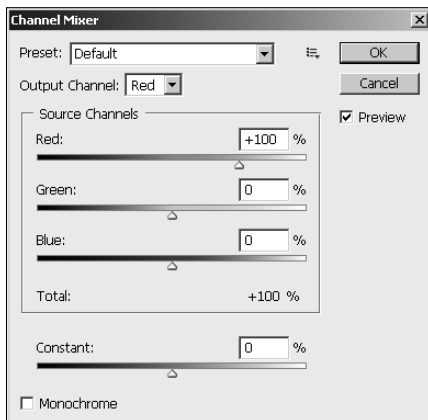 Channel Mixer
Preset: Default
OK
Output Channel: Red
Cancel
Source Channels
Preview
Red: +100 %
Green: 0 %
Blue: 0 %
Total: +100 %
Constant: 0 %
Monochrome